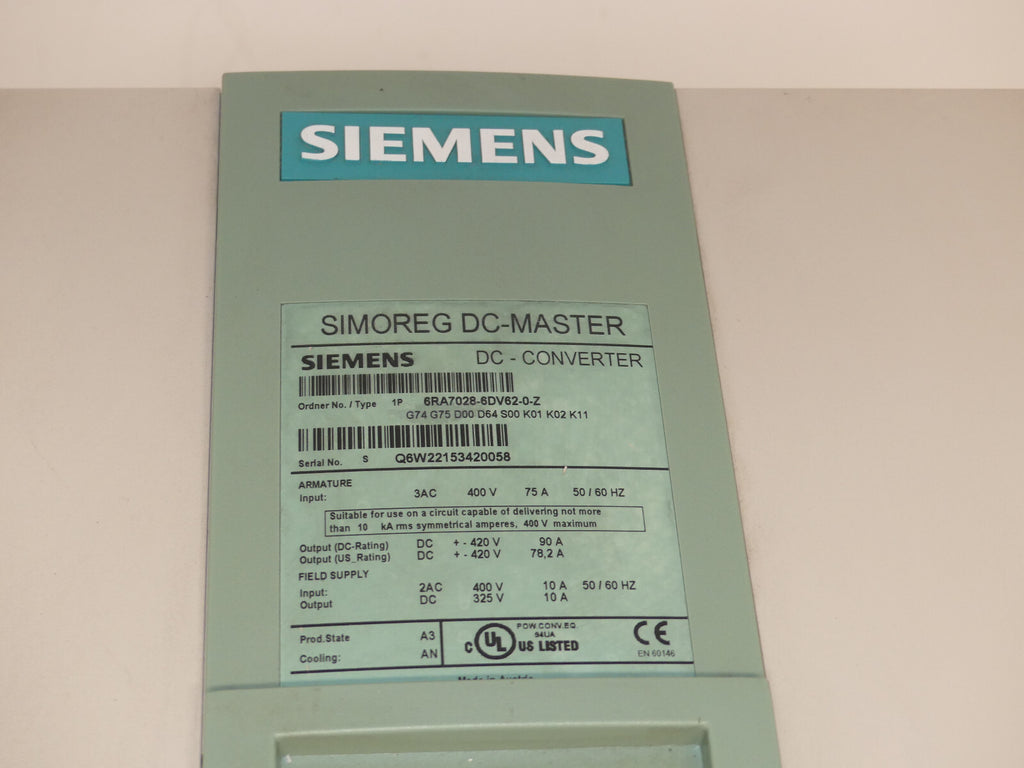 SIEMENS
SIMOREG DC-MASTER
SIEMENS DC - CONVERTER
Ordner No. / Type 1P 6RA7028-6DV62-0-Z
G74 G75 D00 D64 S00 K01 K02 K11
Serial No. S Q6W22153420058
ARMATURE
Input: 3AC 400 V 75 A 50 / 60 HZ
Suitable for use on a circuit capable of delivering not more
than 10 kA rms symmetrical amperes, 400 V maximum
Output (DC-Rating) DC + - 420 V 90 A
Output (US_Rating) DC + - 420 V 78,2 A
FIELD SUPPLY
Input: 2AC 400 V 10 A 50 / 60 HZ
Output DC 325 V 10 A
Prod.State A3
Cooling: AN
POW.CONV.EQ.
94UA
C UL US LISTED
CE
EN 60146
Made in Austria